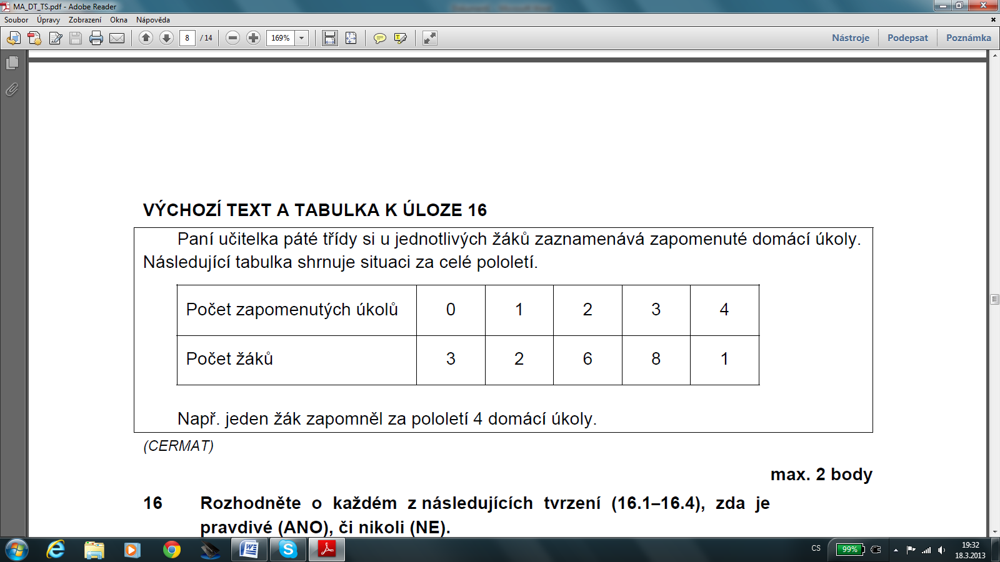 MA_DT_TS.pdf - Adobe Reader
Soubor Úpravy Zobrazení Okna Nápověda
8 / 14 169% Nástroje Podepsat Poznámka
VÝCHOZÍ TEXT A TABULKA K ÚLOZE 16
Paní učitelka páté třídy si u jednotlivých žáků zaznamenává zapomenuté domácí úkoly.
Následující tabulka shrnuje situaci za celé pololetí.
Počet zapomenutých úkolů 0 1 2 3 4
Počet žáků 3 2 6 8 1
Např. jeden žák zapomněl za pololetí 4 domácí úkoly.
(CERMAT)
max. 2 body
16 Rozhodněte o každém z následujících tvrzení (16.1–16.4), zda je
pravdivé (ANO), či nikoli (NE).
CS 99% 19:32
18.3.2013